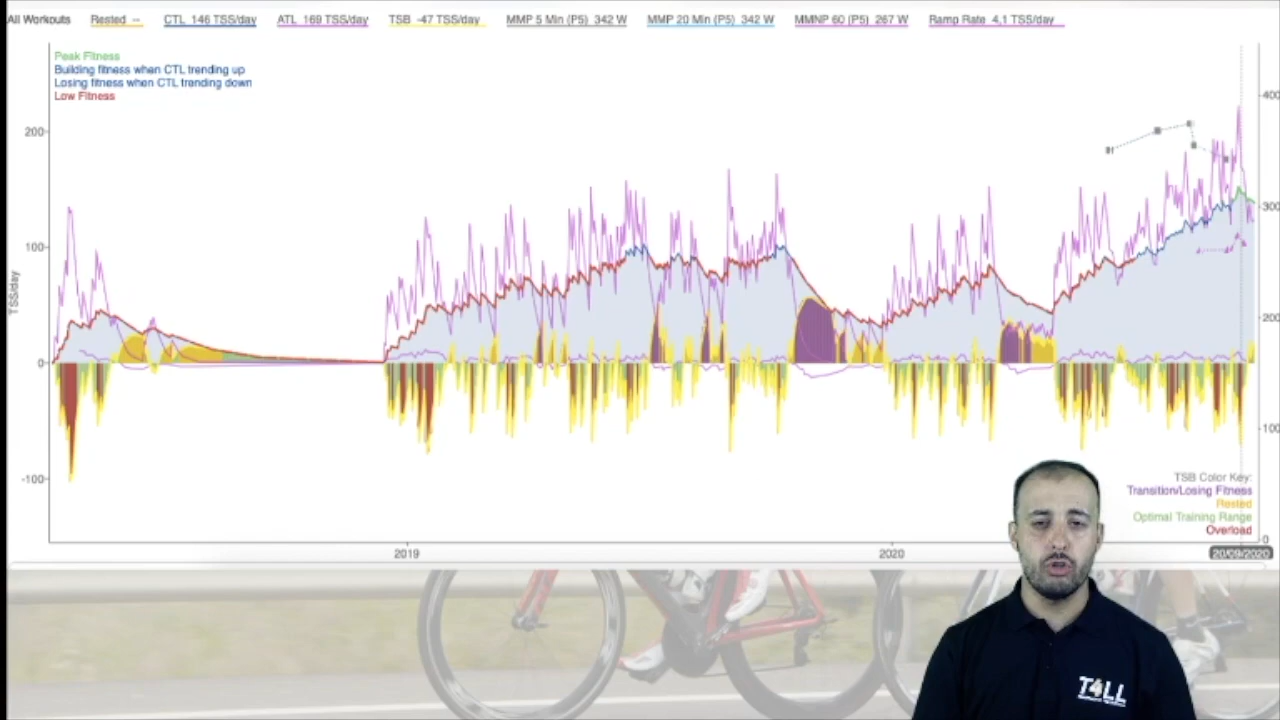 All Workouts Rested -- CTL 146 TSS/day ATL 169 TSS/day TSB -47 TSS/day MMP 5 Min (P5) 342 W MMP 20 Min (P5) 342 W MMNP 60 (P5) 267 W Ramp Rate 4,1 TSS/day
Peak Fitness
Building fitness when CTL trending up
Losing fitness when CTL trending down
Low Fitness
400
200
300
100
TSS/day
200
0
100
-100
TSB Color Key:
Transition/Losing Fitness
Rested
Optimal Training Range
Overload
0
2019
2020
20/09/2020
T4LL